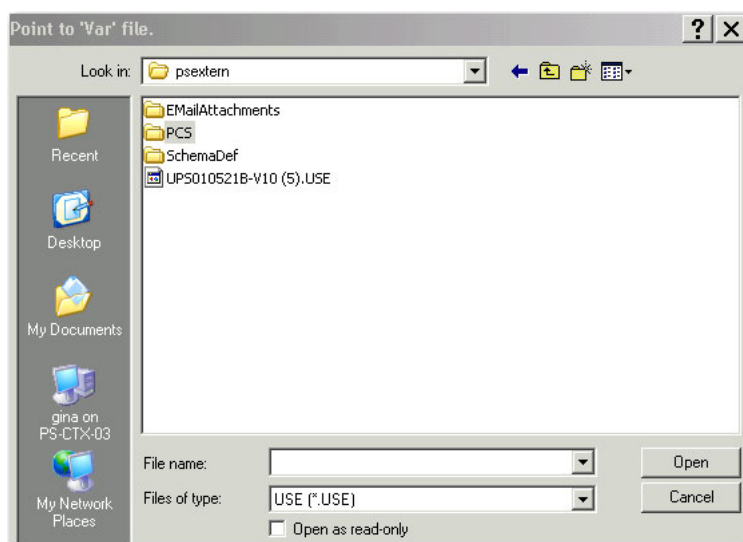 Point to 'Var' file.
? X
Look in:
psextern
EMailAttachments
PCS
SchemaDef
UPS010521B-V10 (5).USE
Recent
Desktop
My Documents
gina on
PS-CTX-03
My Network
Places
File name:
Open
Files of type:
USE (*.USE)
Cancel
Open as read-only